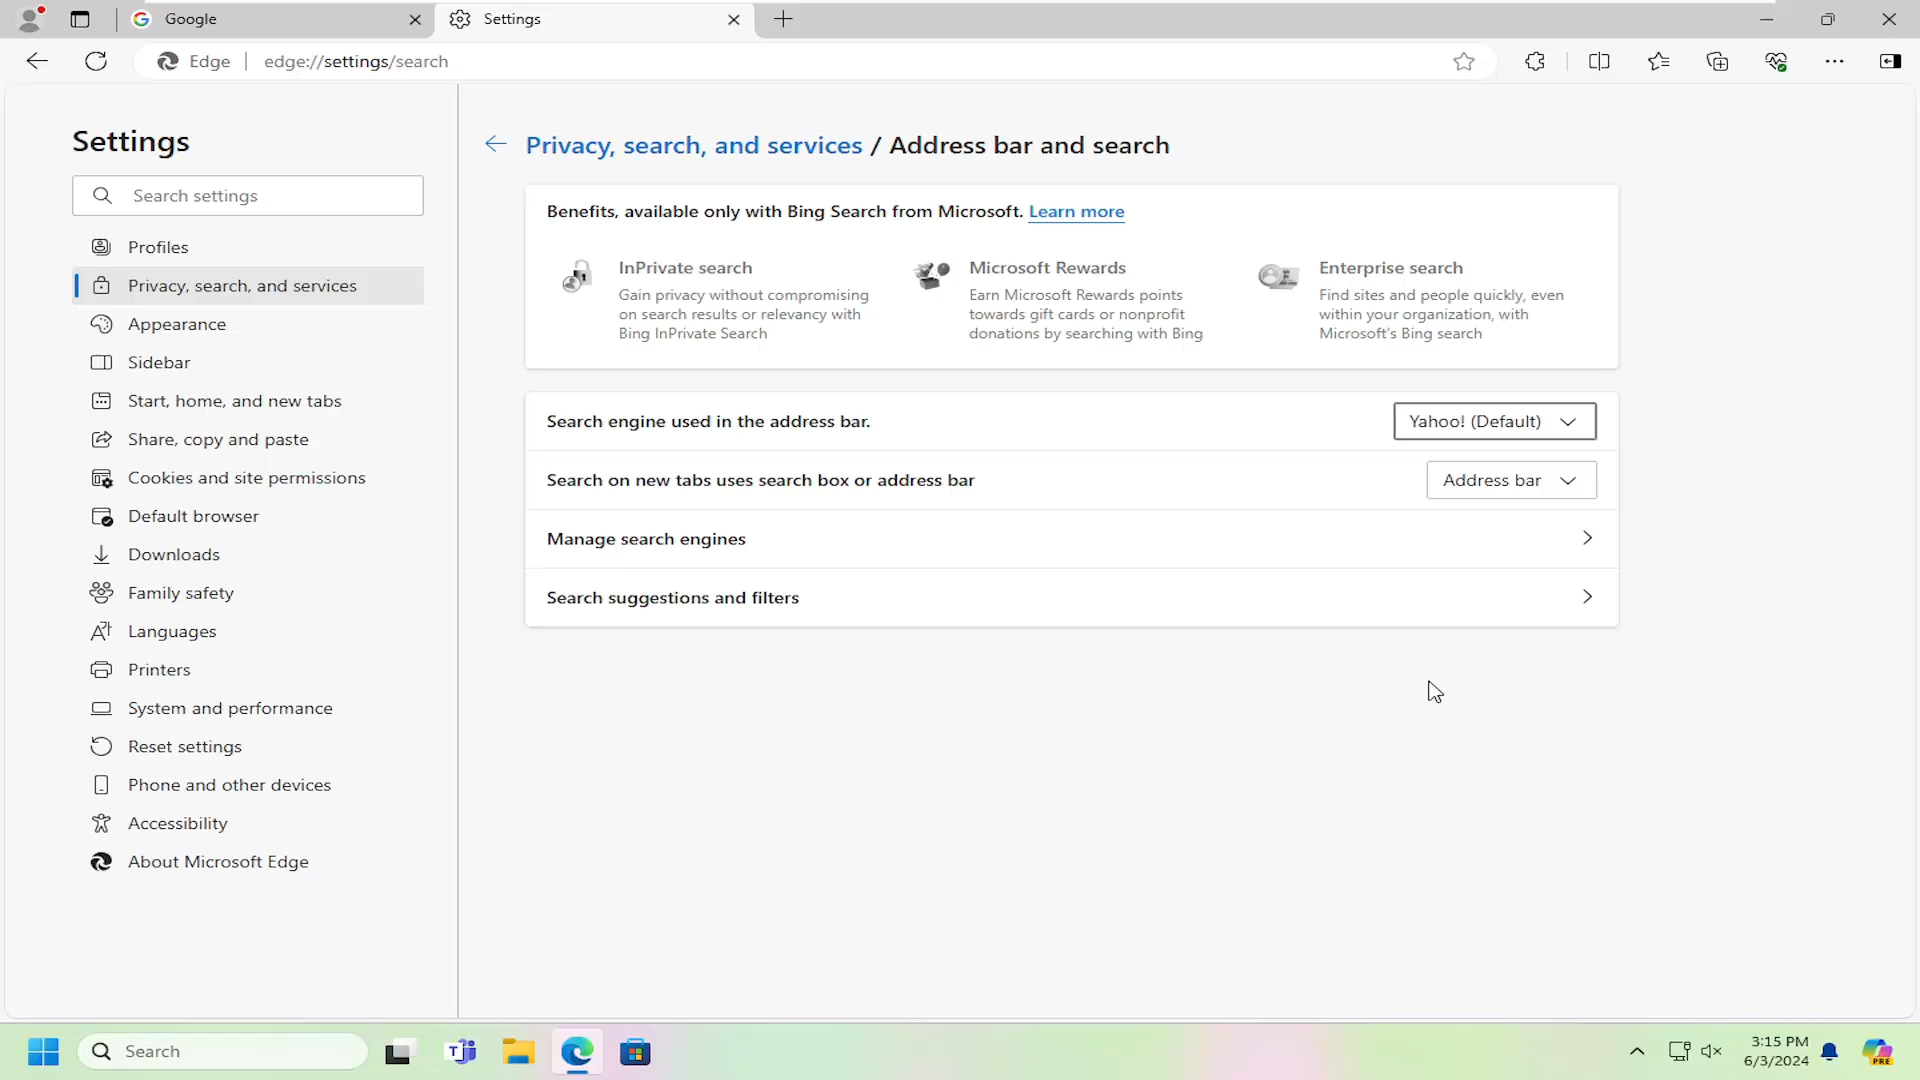 Google
Settings
Edge
edge://settings/search
Settings
Search settings
Profiles
Privacy, search, and services
Appearance
Sidebar
Start, home, and new tabs
Share, copy and paste
Cookies and site permissions
Default browser
Downloads
Family safety
Languages
Printers
System and performance
Reset settings
Phone and other devices
Accessibility
About Microsoft Edge
Privacy, search, and services / Address bar and search
Benefits, available only with Bing Search from Microsoft. Learn more
InPrivate search
Gain privacy without compromising
on search results or relevancy with
Bing InPrivate Search
Microsoft Rewards
Earn Microsoft Rewards points
towards gift cards or nonprofit
donations by searching with Bing
Enterprise search
Find sites and people quickly, even
within your organization, with
Microsoft's Bing search
Search engine used in the address bar.
Yahoo! (Default)
Search on new tabs uses search box or address bar
Address bar
Manage search engines
Search suggestions and filters
Search
3:15 PM
6/3/2024
PRE